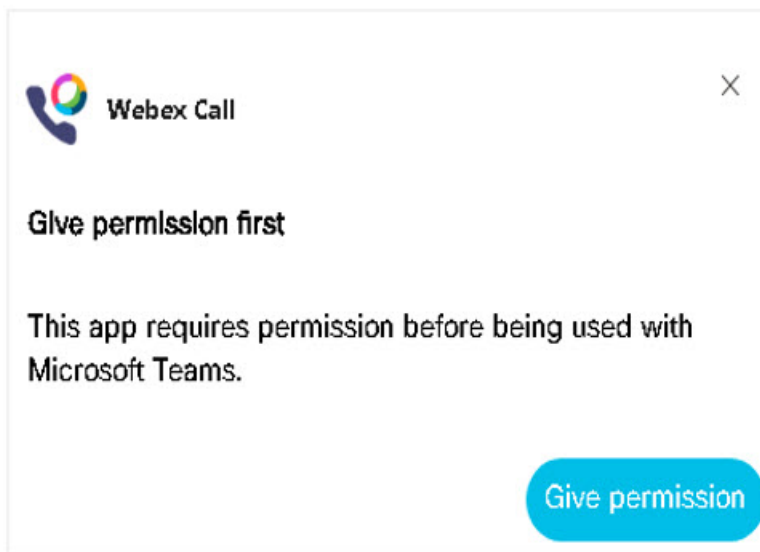 Webex Call
Give permission first
This app requires permission before being used with
Microsoft Teams.
Give permission